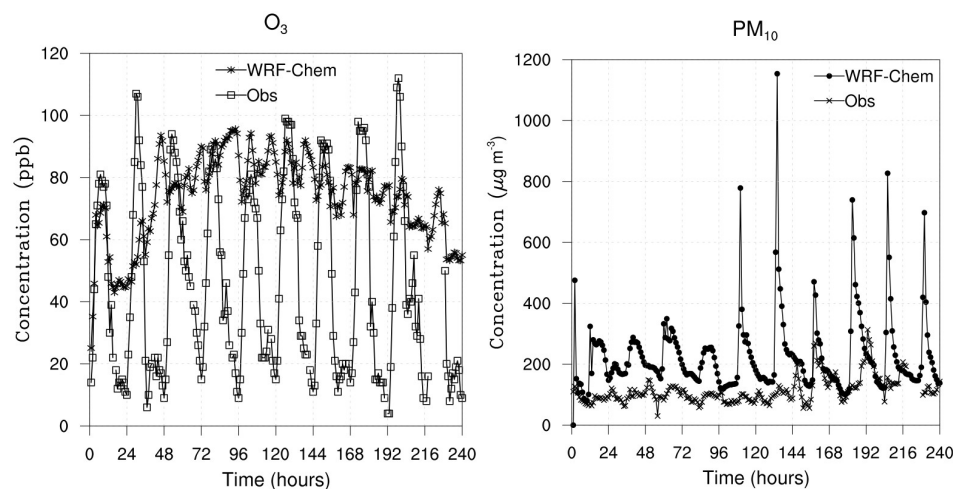 O3
PM10
120
100
80
60
40
20
0
Concentration (ppb)
WRF-Chem
Obs
0 24 48 72 96 120 144 168 192 216 240
Time (hours)
1200
1000
800
600
400
200
0
Concentration (µg m-3)
WRF-Chem
Obs
0 24 48 72 96 120 144 168 192 216 240
Time (hours)